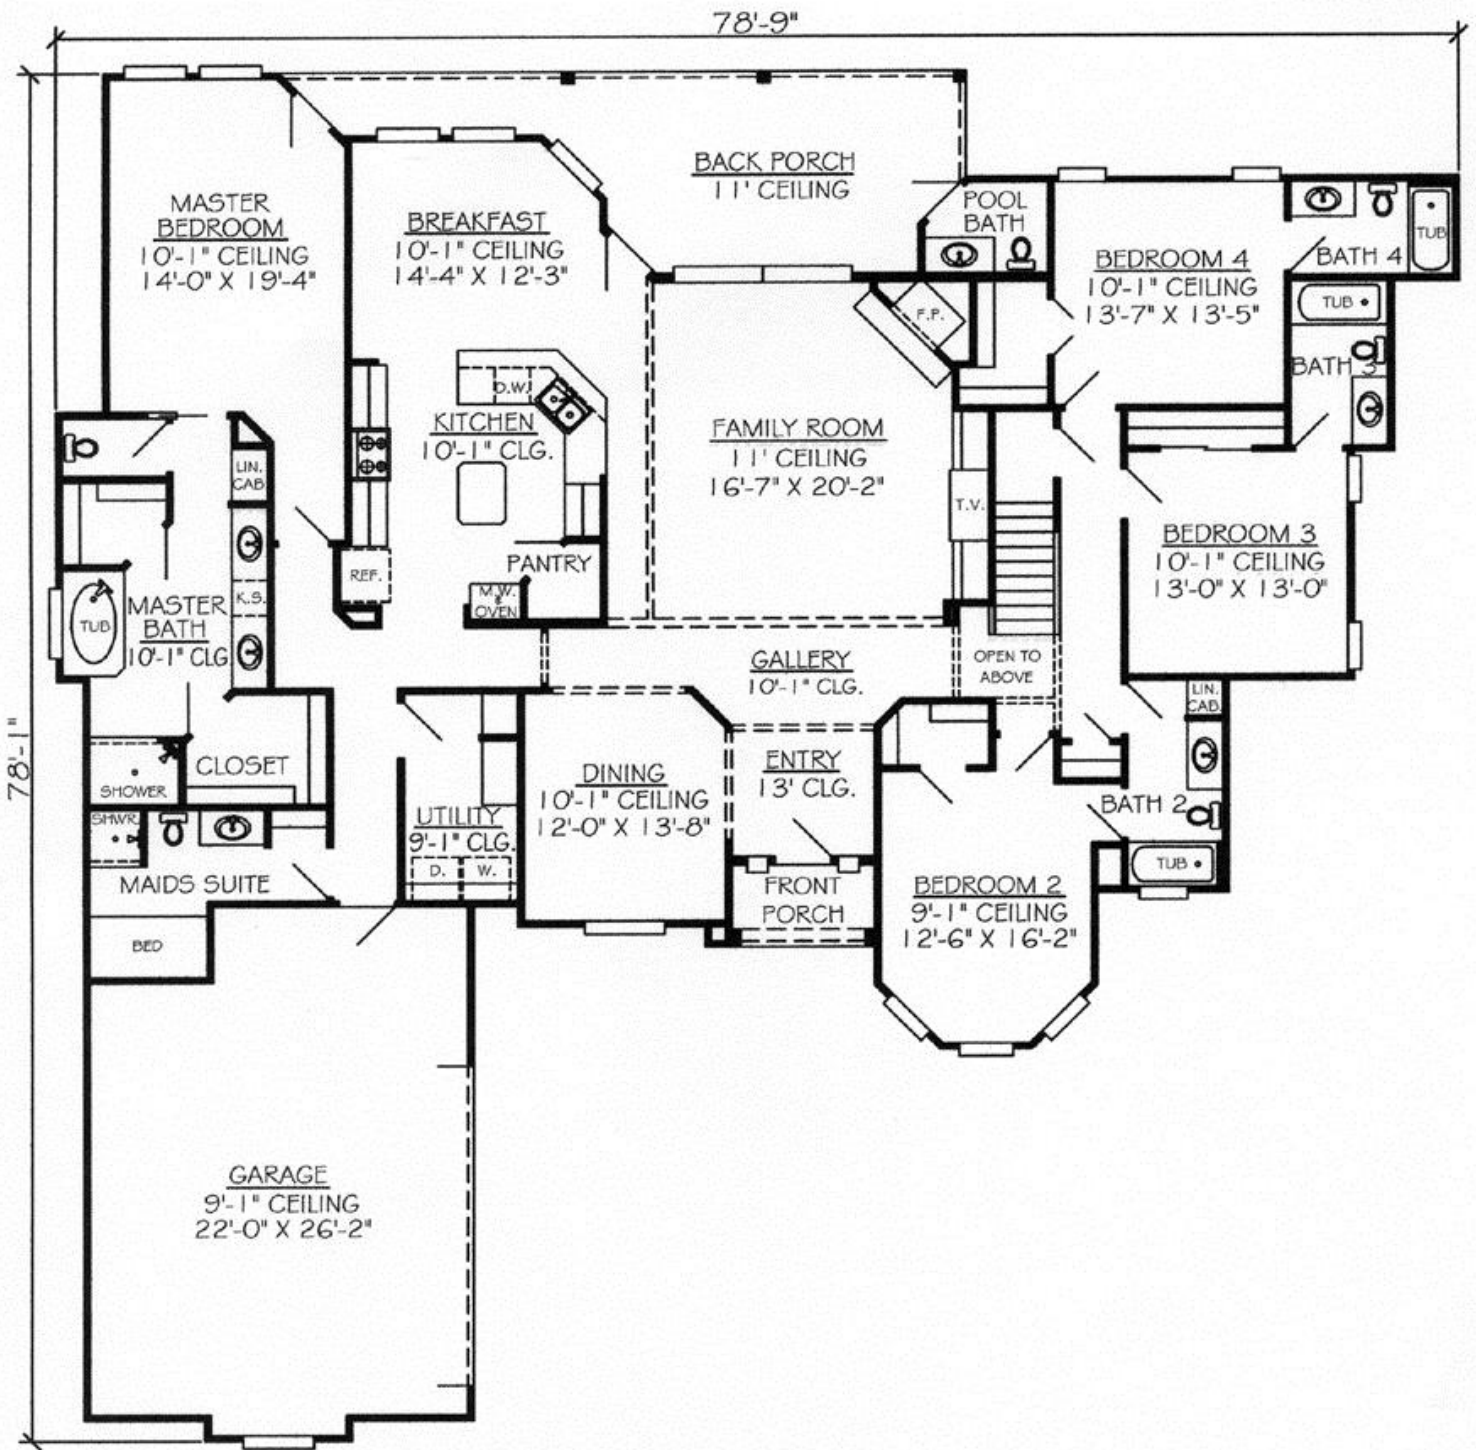 78'-9"
78'-1"
MASTER
BEDROOM
10'-1" CEILING
14'-0" X 19'-4"
BREAKFAST
10'-1" CEILING
14'-4" X 12'-3"
BACK PORCH
11' CEILING
POOL
BATH
BEDROOM 4
10'-1" CEILING
13'-7" X 13'-5"
BATH 4
TUB
TUB
BATH 3
F.P.
D.W.
KITCHEN
10'-1" CLG.
FAMILY ROOM
11' CEILING
16'-7" X 20'-2"
T.V.
LIN.
CAB
BEDROOM 3
10'-1" CEILING
13'-0" X 13'-0"
PANTRY
REF.
M.W.
&
OVEN
K.S.
TUB
MASTER
BATH
10'-1" CLG
GALLERY
10'-1" CLG.
OPEN TO
ABOVE
LIN.
CAB.
CLOSET
SHOWER
DINING
10'-1" CEILING
12'-0" X 13'-8"
ENTRY
13' CLG.
UTILITY
9'-1" CLG.
D.
W.
BATH 2
TUB
SHWR.
MAIDS SUITE
BED
FRONT
PORCH
BEDROOM 2
9'-1" CEILING
12'-6" X 16'-2"
GARAGE
9'-1" CEILING
22'-0" X 26'-2"